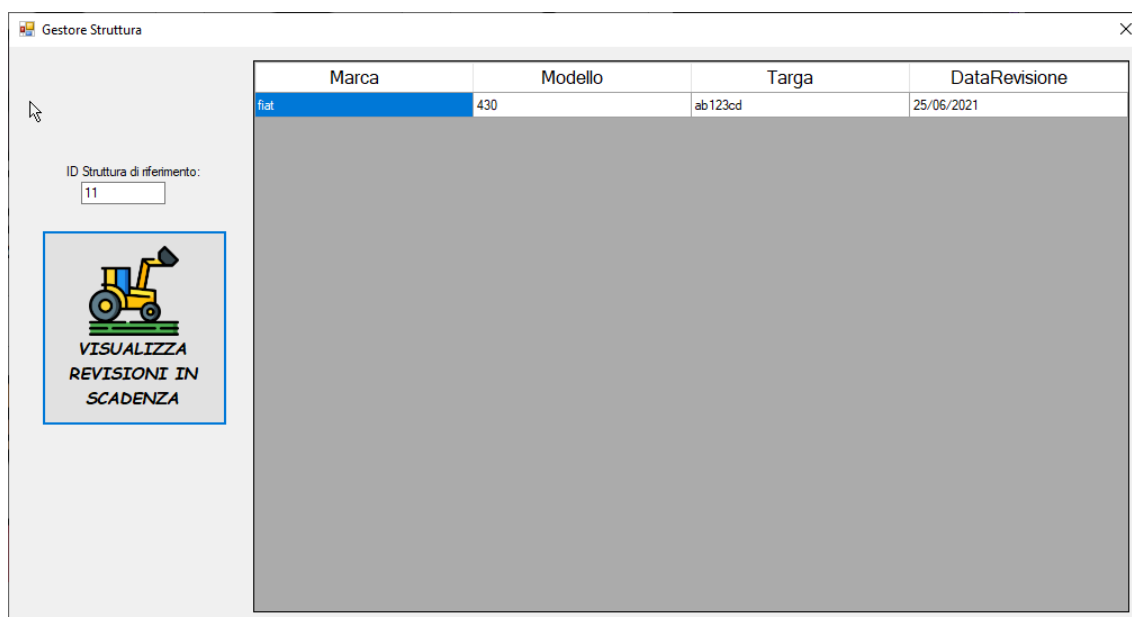 Gestore Struttura
Marca Modello Targa DataRevisione
fiat 430 ab123cd 25/06/2021
ID Struttura di riferimento:
11
VISUALIZZA
REVISIONI IN
SCADENZA